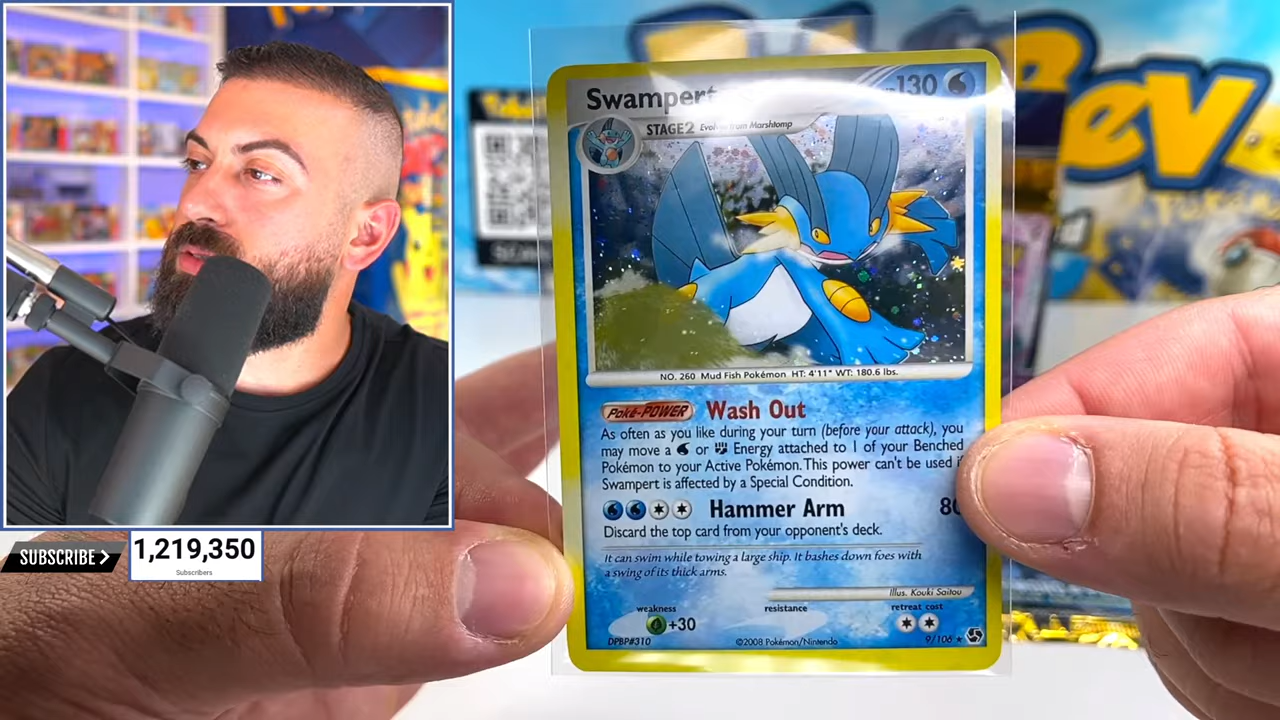 Swampert
130
STAGE2 Evolves from Marshtomp
NO. 260 Mud Fish Pokémon HT: 4'11" WT: 180.6 lbs.
Poké-POWER Wash Out
As often as you like during your turn (before your attack), you
may move a or Energy attached to 1 of your Benched
Pokémon to your Active Pokémon. This power can't be used if
Swampert is affected by a Special Condition.
Hammer Arm 80
Discard the top card from your opponent's deck.
It can swim while towing a large ship. It bashes down foes with
a swing of its thick arms.
Illus. Kouki Saitou
weakness resistance retreat cost
+30
DPBP#310 ©2008 Pokémon/Nintendo 9/106
SUBSCRIBE
1,219,350
Subscribers